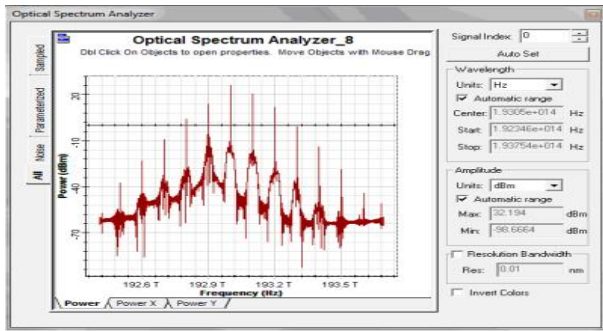 Optical Spectrum Analyzer
Optical Spectrum Analyzer_8
Dbl Click On Objects to open properties. Move Objects with Mouse Drag
Sampled
Parameterized
Noise
All
Power (dBm)
20
-10
-40
-70
192.6 T
192.9 T
193.2 T
193.5 T
Frequency (Hz)
Power
Power X
Power Y
Signal Index: 0
Auto Set
Wavelength
Units: Hz
Automatic range
Center: 1.9305e+014 Hz
Start: 1.92346e+014 Hz
Stop: 1.93754e+014 Hz
Amplitude
Units: dBm
Automatic range
Max: 32.194 dBm
Min: -98.6664 dBm
Resolution Bandwidth
Res: 0.01 nm
Invert Colors